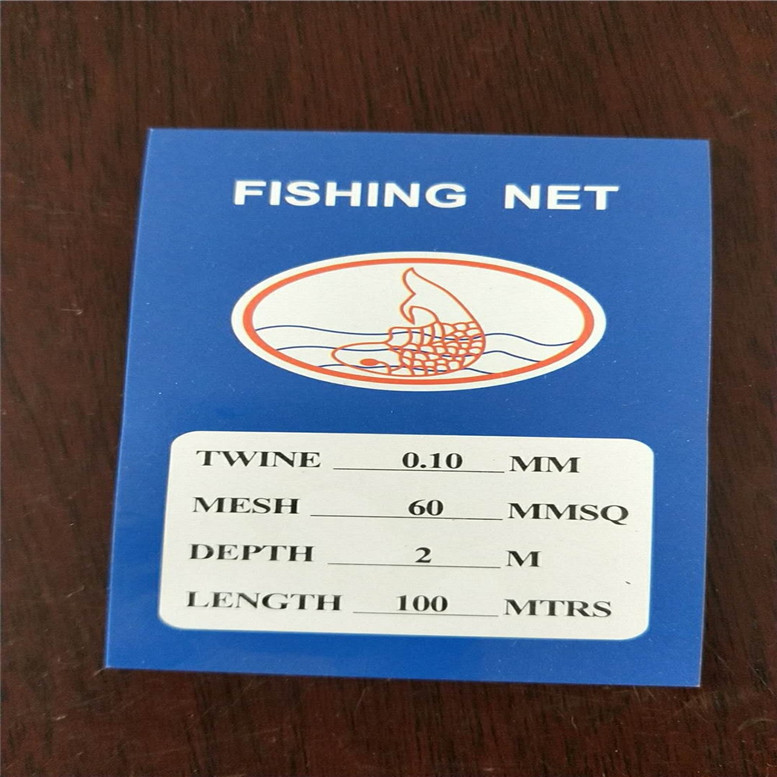 FISHING NET
TWINE 0.10 MM
MESH 60 MMSQ
DEPTH 2 M
LENGTH 100 MTRS